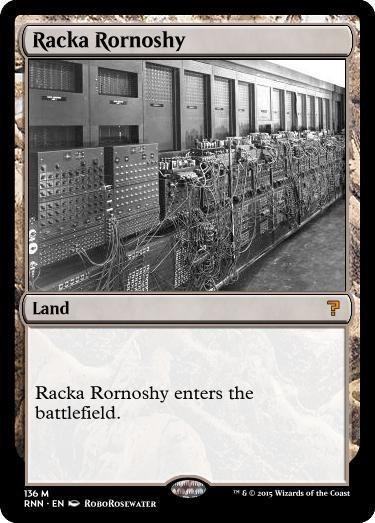 Racka Rornoshy
Land
?
Racka Rornoshy enters the
battlefield.
136 M
RNN • EN RoboRosewater
™ & © 2015 Wizards of the Coast